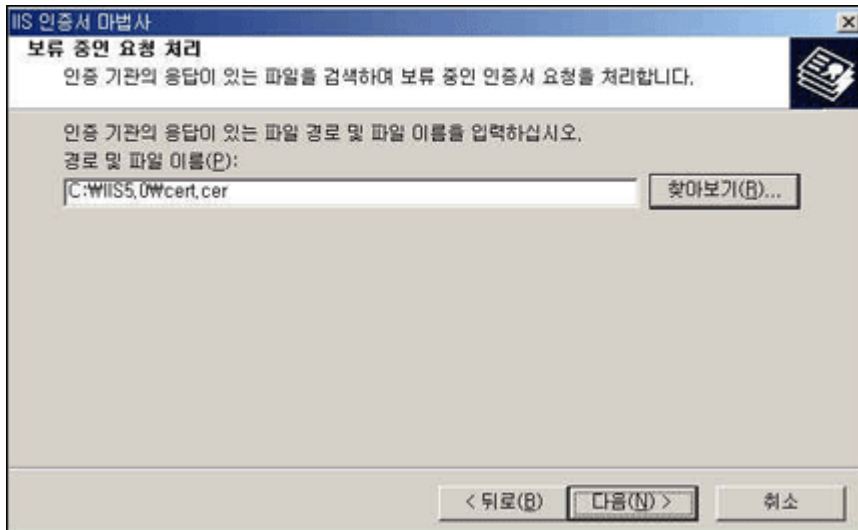 IIS 인증서 마법사
보류 중인 요청 처리
인증 기관의 응답이 있는 파일을 검색하여 보류 중인 인증서 요청을 처리합니다.
인증 기관의 응답이 있는 파일 경로 및 파일 이름을 입력하십시오.
경로 및 파일 이름(P):
C:₩IIS5.0₩cert.cer
찾아보기(R)...
< 뒤로(B)
다음(N) >
취소